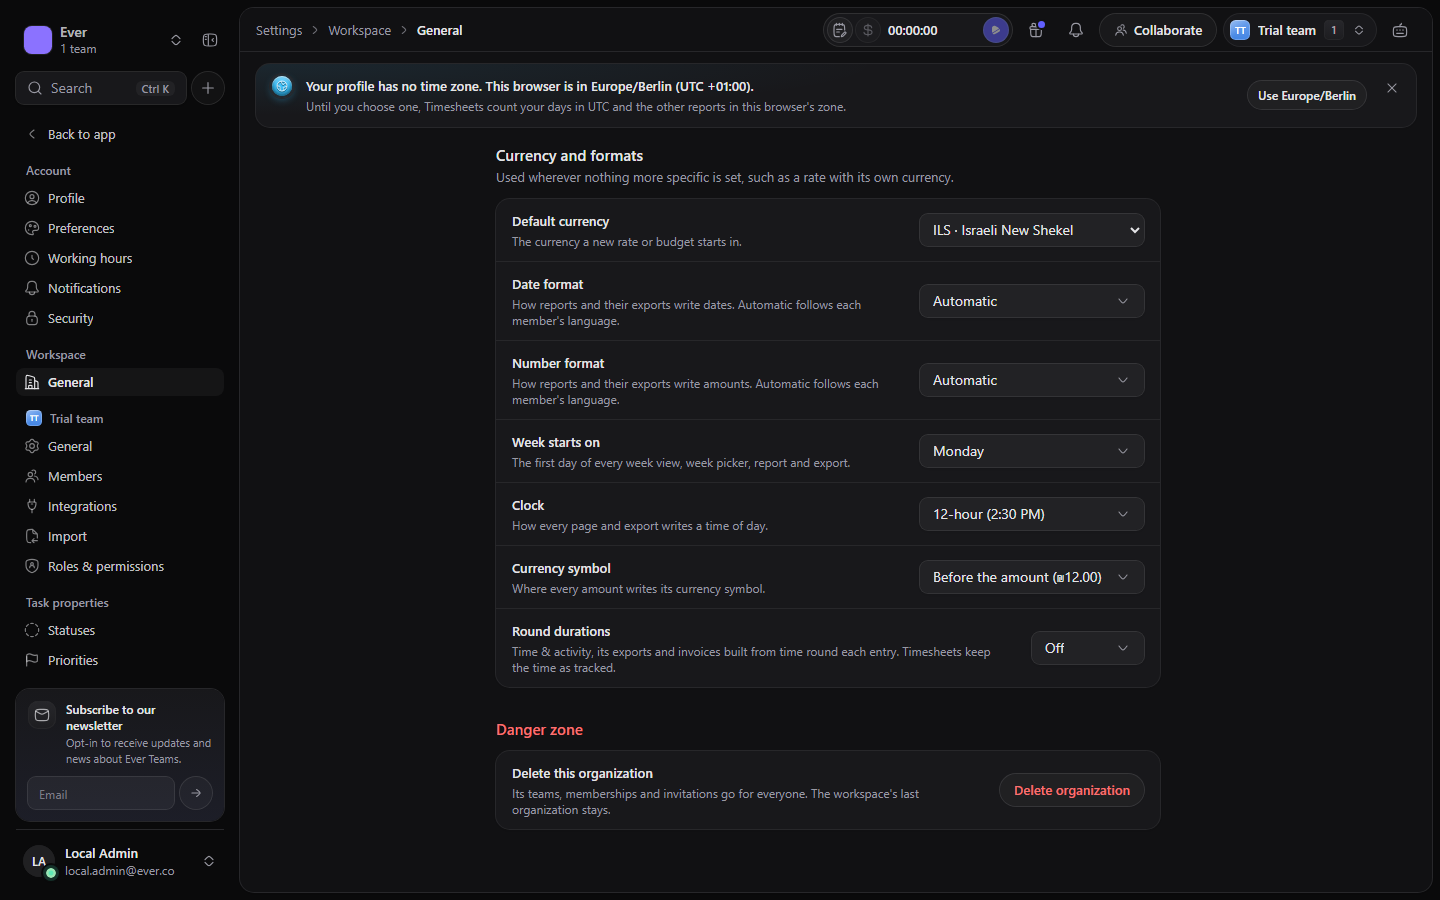 Ever
1 team
Search
Ctrl K
Back to app
Account
Profile
Preferences
Working hours
Notifications
Security
Workspace
General
TT Trial team
General
Members
Integrations
Import
Roles & permissions
Task properties
Statuses
Priorities
Subscribe to our
newsletter
Opt-in to receive updates and
news about Ever Teams.
Email
LA
Local Admin
local.admin@ever.co
Settings > Workspace > General
00:00:00
Collaborate
TT Trial team 1
Your profile has no time zone. This browser is in Europe/Berlin (UTC +01:00).
Until you choose one, Timesheets count your days in UTC and the other reports in this browser's zone.
Use Europe/Berlin
Currency and formats
Used wherever nothing more specific is set, such as a rate with its own currency.
Default currency
The currency a new rate or budget starts in.
ILS · Israeli New Shekel
Date format
How reports and their exports write dates. Automatic follows each
member's language.
Automatic
Number format
How reports and their exports write amounts. Automatic follows each
member's language.
Automatic
Week starts on
The first day of every week view, week picker, report and export.
Monday
Clock
How every page and export writes a time of day.
12-hour (2:30 PM)
Currency symbol
Where every amount writes its currency symbol.
Before the amount (₪12.00)
Round durations
Time & activity, its exports and invoices built from time round each entry. Timesheets keep
the time as tracked.
Off
Danger zone
Delete this organization
Its teams, memberships and invitations go for everyone. The workspace's last
organization stays.
Delete organization